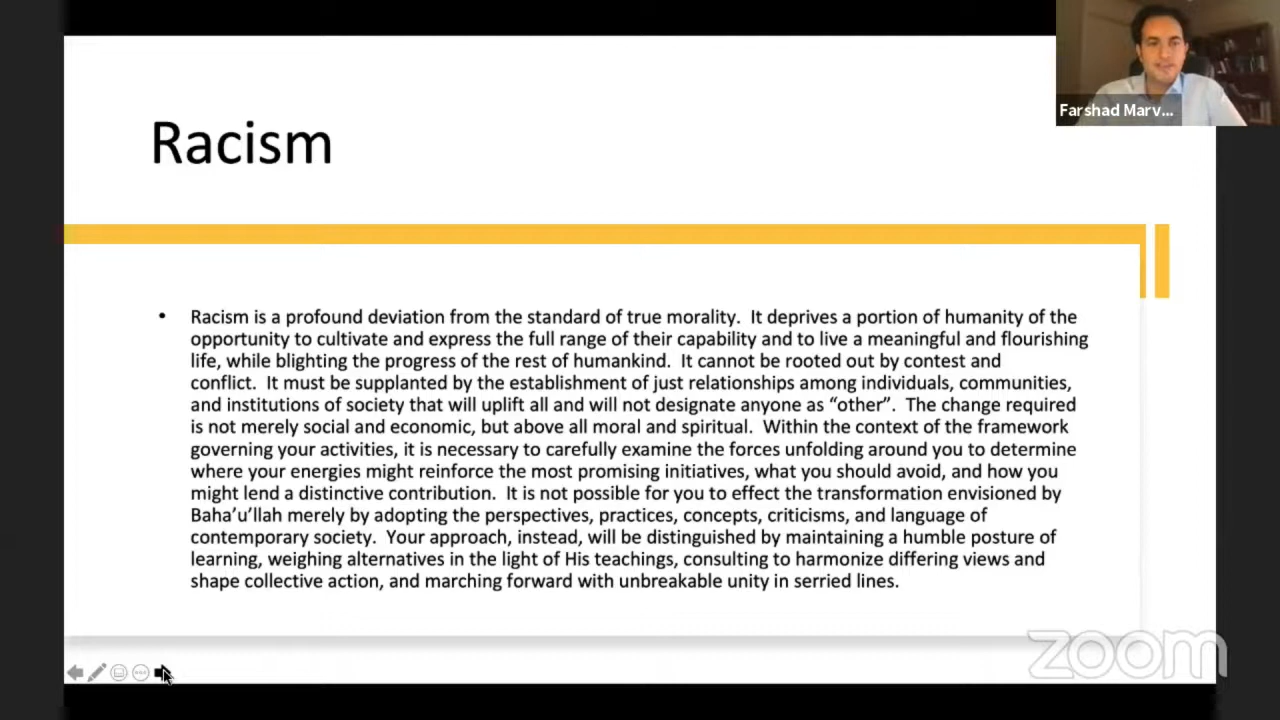 Farshad Marv...
Racism
• Racism is a profound deviation from the standard of true morality.  It deprives a portion of humanity of the
opportunity to cultivate and express the full range of their capability and to live a meaningful and flourishing
life, while blighting the progress of the rest of humankind.  It cannot be rooted out by contest and
conflict.  It must be supplanted by the establishment of just relationships among individuals, communities,
and institutions of society that will uplift all and will not designate anyone as “other”.  The change required
is not merely social and economic, but above all moral and spiritual.  Within the context of the framework
governing your activities, it is necessary to carefully examine the forces unfolding around you to determine
where your energies might reinforce the most promising initiatives, what you should avoid, and how you
might lend a distinctive contribution.  It is not possible for you to effect the transformation envisioned by
Baha’u’llah merely by adopting the perspectives, practices, concepts, criticisms, and language of
contemporary society.  Your approach, instead, will be distinguished by maintaining a humble posture of
learning, weighing alternatives in the light of His teachings, consulting to harmonize differing views and
shape collective action, and marching forward with unbreakable unity in serried lines.
zoom